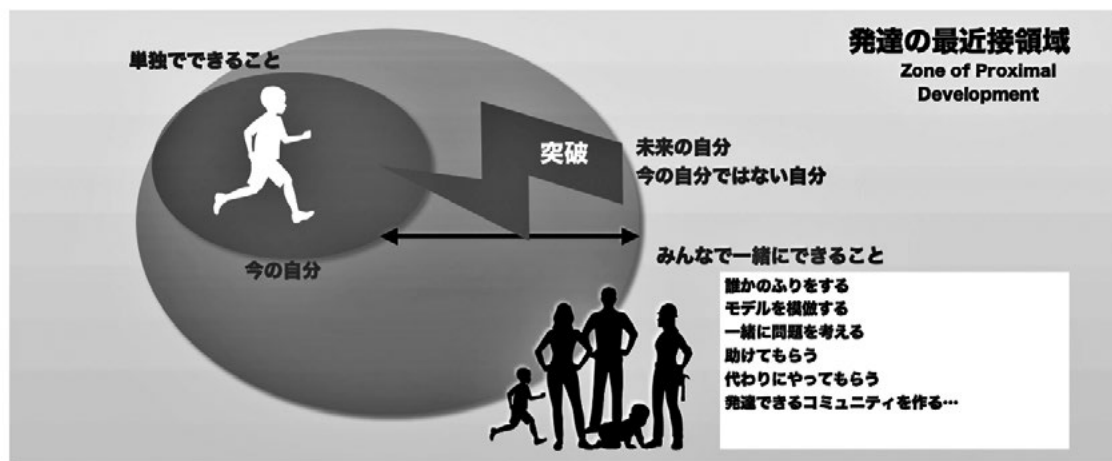 発達の最近接領域
Zone of Proximal
Development
単独でできること
突破
未来の自分
今の自分ではない自分
今の自分
みんなで一緒にできること
誰かのふりをする
モデルを模倣する
一緒に問題を考える
助けてもらう
代わりにやってもらう
発達できるコミュニティを作る…